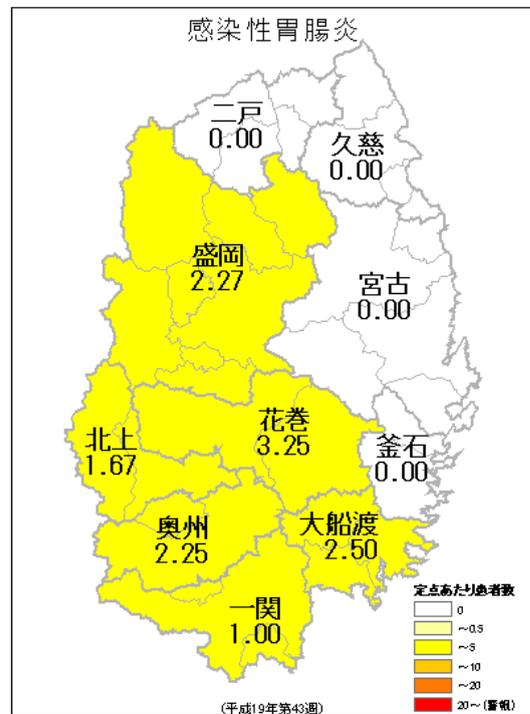 感染性胃腸炎
二戸
0.00
久慈
0.00
盛岡
2.27
宮古
0.00
花巻
3.25
北上
1.67
釜石
0.00
奥州
2.25
大船渡
2.50
一関
1.00
定点あたり患者数
0
～0.5
～5
～10
～20
20～(警報)
(平成19年第43週)